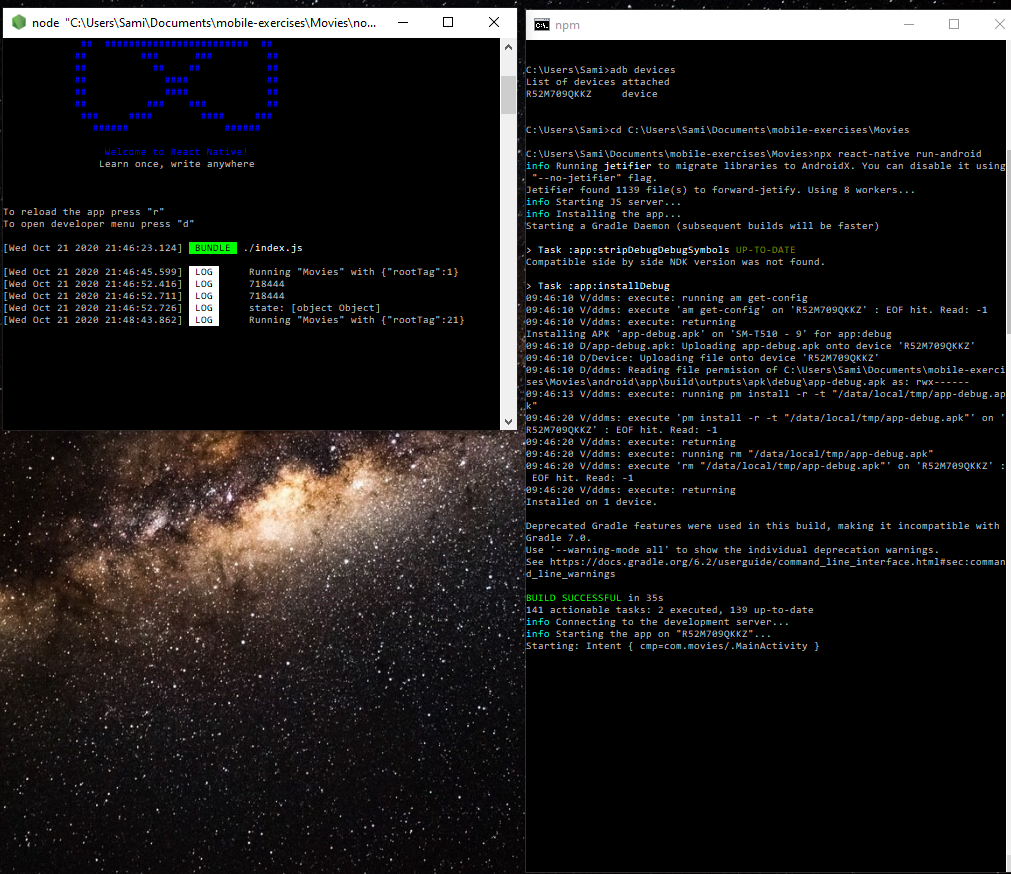 node "C:\Users\Sami\Documents\mobile-exercises\Movies\no...
## ######################## ##
## ### ### ##
## ## ## ##
## #### ##
## #### ##
## ### ### ##
### #### #### ###
###### ######
Welcome to React Native!
Learn once, write anywhere
To reload the app press "r"
To open developer menu press "d"
[Wed Oct 21 2020 21:46:23.124] BUNDLE ./index.js
[Wed Oct 21 2020 21:46:45.599] LOG Running "Movies" with {"rootTag":1}
[Wed Oct 21 2020 21:46:52.416] LOG 718444
[Wed Oct 21 2020 21:46:52.711] LOG 718444
[Wed Oct 21 2020 21:46:52.726] LOG state: [object Object]
[Wed Oct 21 2020 21:48:43.862] LOG Running "Movies" with {"rootTag":21}
C:\. npm
C:\Users\Sami>adb devices
List of devices attached
R52M709QKKZ device
C:\Users\Sami>cd C:\Users\Sami\Documents\mobile-exercises\Movies
C:\Users\Sami\Documents\mobile-exercises\Movies>npx react-native run-android
info Running jetifier to migrate libraries to AndroidX. You can disable it using
"--no-jetifier" flag.
Jetifier found 1139 file(s) to forward-jetify. Using 8 workers...
info Starting JS server...
info Installing the app...
Starting a Gradle Daemon (subsequent builds will be faster)
> Task :app:stripDebugDebugSymbols UP-TO-DATE
Compatible side by side NDK version was not found.
> Task :app:installDebug
09:46:10 V/ddms: execute: running am get-config
09:46:10 V/ddms: execute 'am get-config' on 'R52M709QKKZ' : EOF hit. Read: -1
09:46:10 V/ddms: execute: returning
Installing APK 'app-debug.apk' on 'SM-T510 - 9' for app:debug
09:46:10 D/app-debug.apk: Uploading app-debug.apk onto device 'R52M709QKKZ'
09:46:10 D/Device: Uploading file onto device 'R52M709QKKZ'
09:46:10 D/ddms: Reading file permision of C:\Users\Sami\Documents\mobile-exerci
ses\Movies\android\app\build\outputs\apk\debug\app-debug.apk as: rwx------
09:46:13 V/ddms: execute: running pm install -r -t "/data/local/tmp/app-debug.ap
k"
09:46:20 V/ddms: execute 'pm install -r -t "/data/local/tmp/app-debug.apk"' on '
R52M709QKKZ' : EOF hit. Read: -1
09:46:20 V/ddms: execute: returning
09:46:20 V/ddms: execute: running rm "/data/local/tmp/app-debug.apk"
09:46:20 V/ddms: execute 'rm "/data/local/tmp/app-debug.apk"' on 'R52M709QKKZ' :
EOF hit. Read: -1
09:46:20 V/ddms: execute: returning
Installed on 1 device.
Deprecated Gradle features were used in this build, making it incompatible with
Gradle 7.0.
Use '--warning-mode all' to show the individual deprecation warnings.
See https://docs.gradle.org/6.2/userguide/command_line_interface.html#sec:comman
d_line_warnings
BUILD SUCCESSFUL in 35s
141 actionable tasks: 2 executed, 139 up-to-date
info Connecting to the development server...
info Starting the app on "R52M709QKKZ"...
Starting: Intent { cmp=com.movies/.MainActivity }